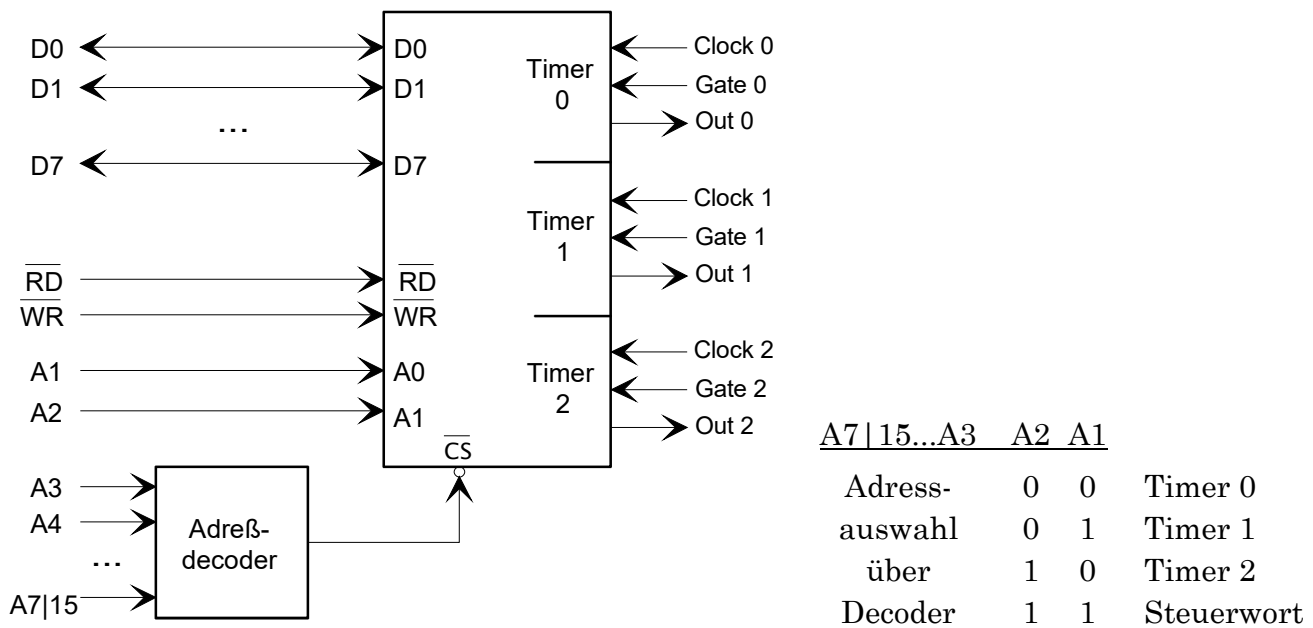 D0
D1
...
D7
RD
WR
A1
A2
A3
A4
...
A7|15
Adreß-
decoder
D0
D1
D7
RD
WR
A0
A1
CS
Timer
0
Timer
1
Timer
2
Clock 0
Gate 0
Out 0
Clock 1
Gate 1
Out 1
Clock 2
Gate 2
Out 2
A7|15...A3 A2 A1
Adress- 0 0 Timer 0
auswahl 0 1 Timer 1
über 1 0 Timer 2
Decoder 1 1 Steuerwort